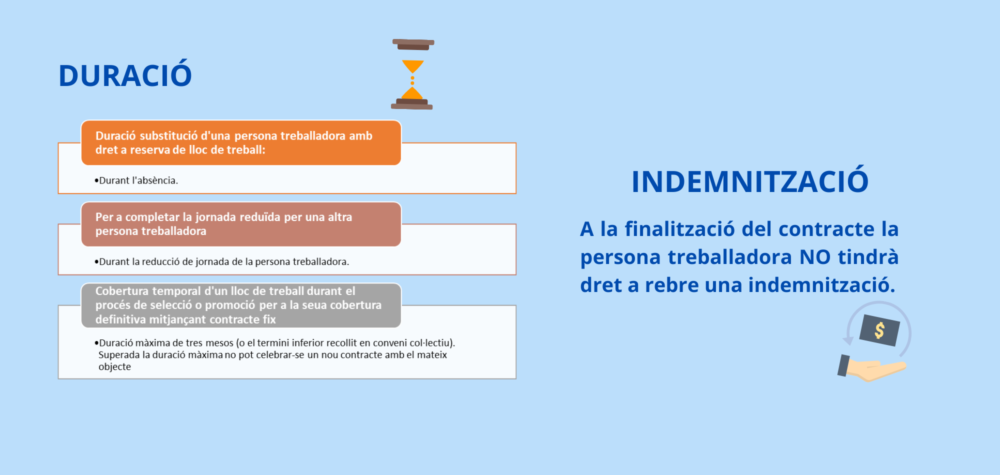 DURACIÓ
Duració substitució d'una persona treballadora amb
dret a reserva de lloc de treball:
•Durant l'absència.
Per a completar la jornada reduïda per una altra
persona treballadora
•Durant la reducció de jornada de la persona treballadora.
Cobertura temporal d'un lloc de treball durant el
procés de selecció o promoció per a la seua cobertura
definitiva mitjançant contracte fix
•Duració màxima de tres mesos (o el termini inferior recollit en conveni col·lectiu).
Superada la duració màxima no pot celebrar-se un nou contracte amb el mateix
objecte
INDEMNITZACIÓ
A la finalització del contracte la
persona treballadora NO tindrà
dret a rebre una indemnització.
$